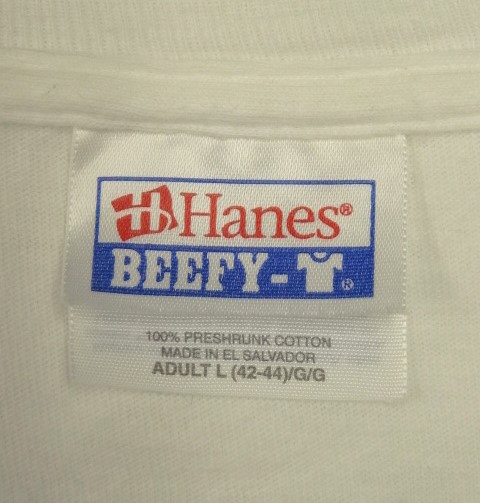 Hanes®
BEEFY-T®
100% PRESHRUNK COTTON
MADE IN EL SALVADOR
ADULT L (42-44)/G/G